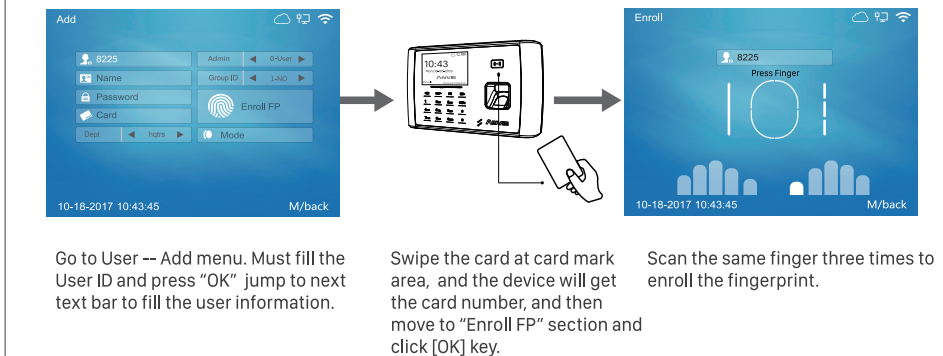 Add
8225
Name
Password
Card
Dept
hqtrs
Admin
0-User
Group ID
1-NO
Enroll FP
Mode
10-18-2017 10:43:45
M/back
10:43
ANVIZ
ANVIZ
Enroll
8225
Press Finger
10-18-2017 10:43:45
M/back
Go to User -- Add menu. Must fill the
User ID and press “OK” jump to next
text bar to fill the user information.
Swipe the card at card mark
area, and the device will get
the card number, and then
move to “Enroll FP” section and
click [OK] key.
Scan the same finger three times to
enroll the fingerprint.